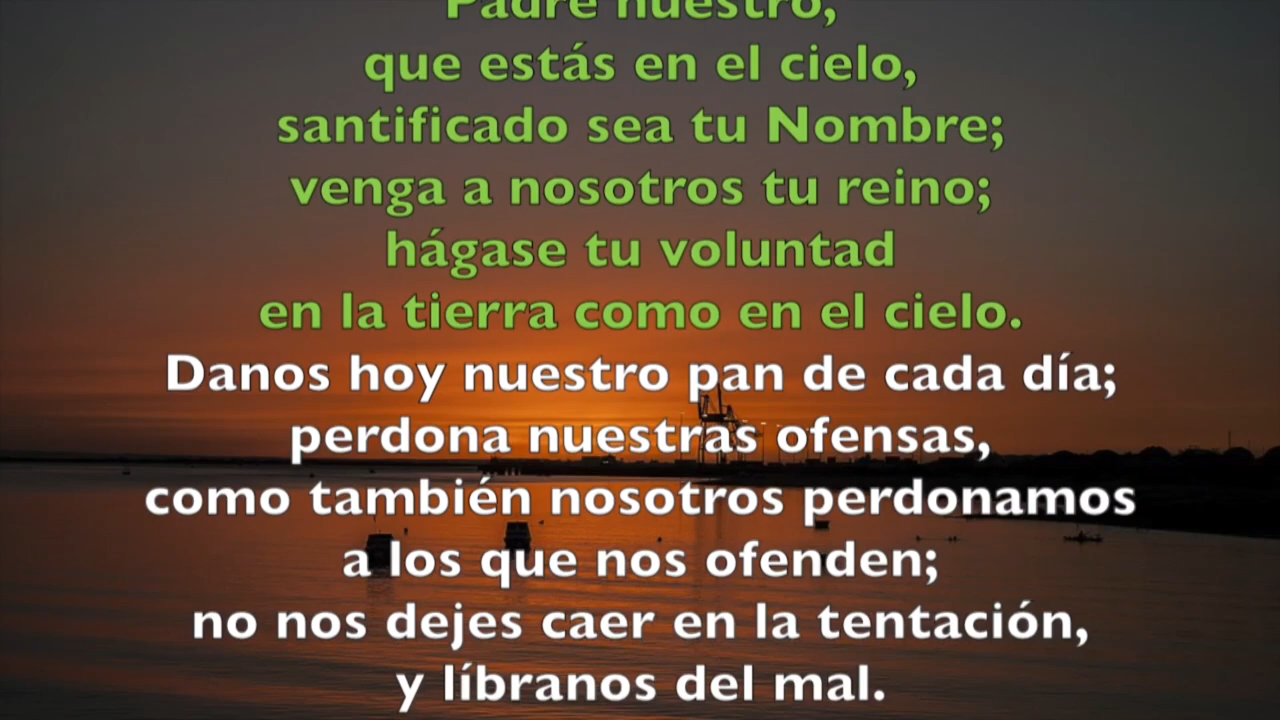 Padre nuestro,
que estás en el cielo,
santificado sea tu Nombre;
venga a nosotros tu reino;
hágase tu voluntad
en la tierra como en el cielo.
Danos hoy nuestro pan de cada día;
perdona nuestras ofensas,
como también nosotros perdonamos
a los que nos ofenden;
no nos dejes caer en la tentación,
y líbranos del mal.